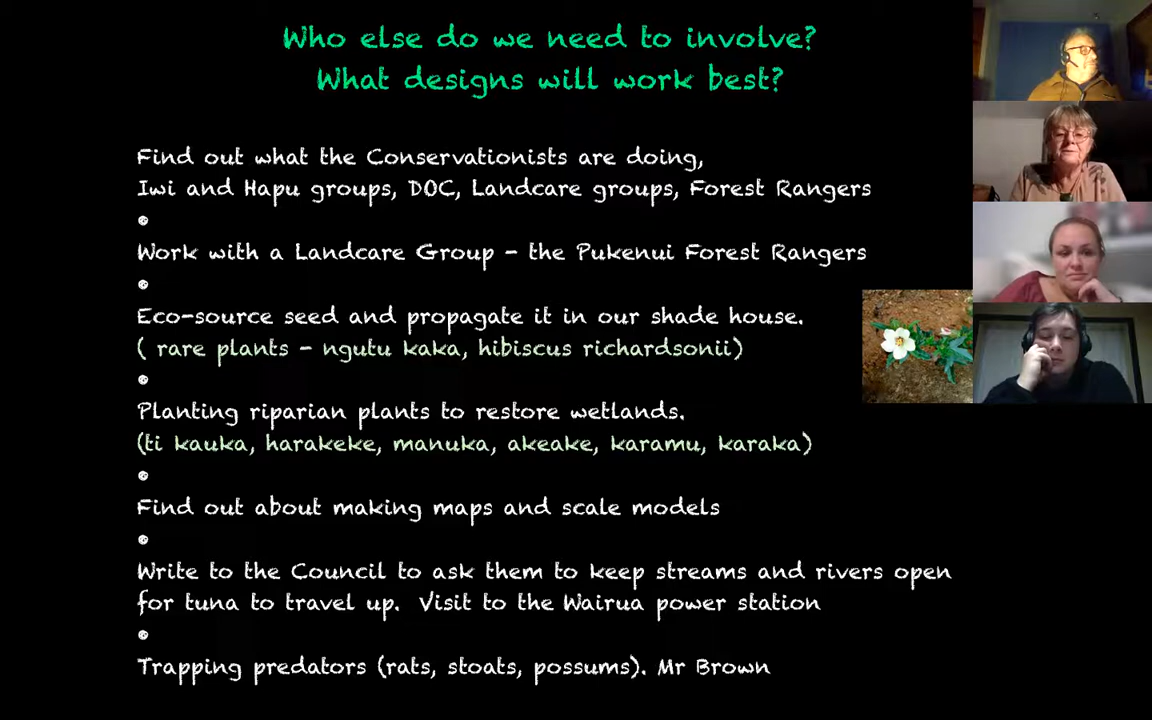 Who else do we need to involve?
What designs will work best?
Find out what the Conservationists are doing,
Iwi and Hapu groups, DOC, Landcare groups, Forest Rangers
Work with a Landcare Group - the Pukenui Forest Rangers
Eco-source seed and propagate it in our shade house.
( rare plants - ngutu kaka, hibiscus richardsonii)
Planting riparian plants to restore wetlands.
(ti kauka, harakeke, manuka, akeake, karamu, karaka)
Find out about making maps and scale models
Write to the Council to ask them to keep streams and rivers open
for tuna to travel up.  Visit to the Wairua power station
Trapping predators (rats, stoats, possums). Mr Brown